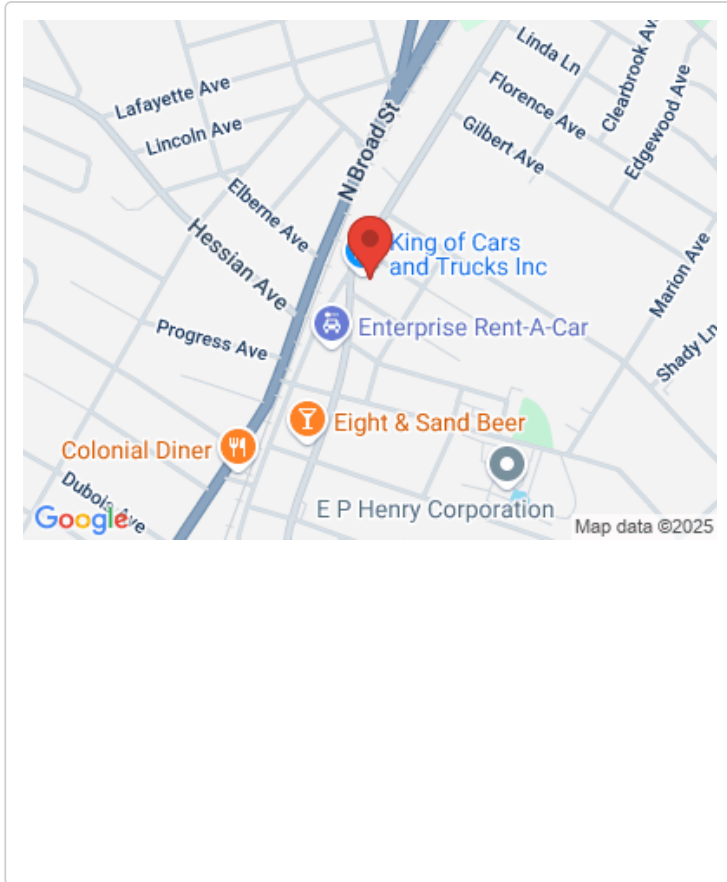 Linda Ln
Clearbrook Av
Lafayette Ave
Florence Ave
Edgewood Ave
Lincoln Ave
N Broad St
Gilbert Ave
Elberne Ave
Hessian Ave
King of Cars
and Trucks Inc
Marion Ave
Progress Ave
Enterprise Rent-A-Car
Shady Ln
Eight & Sand Beer
Colonial Diner
Dubois Ave
E P Henry Corporation
Google
Map data ©2025